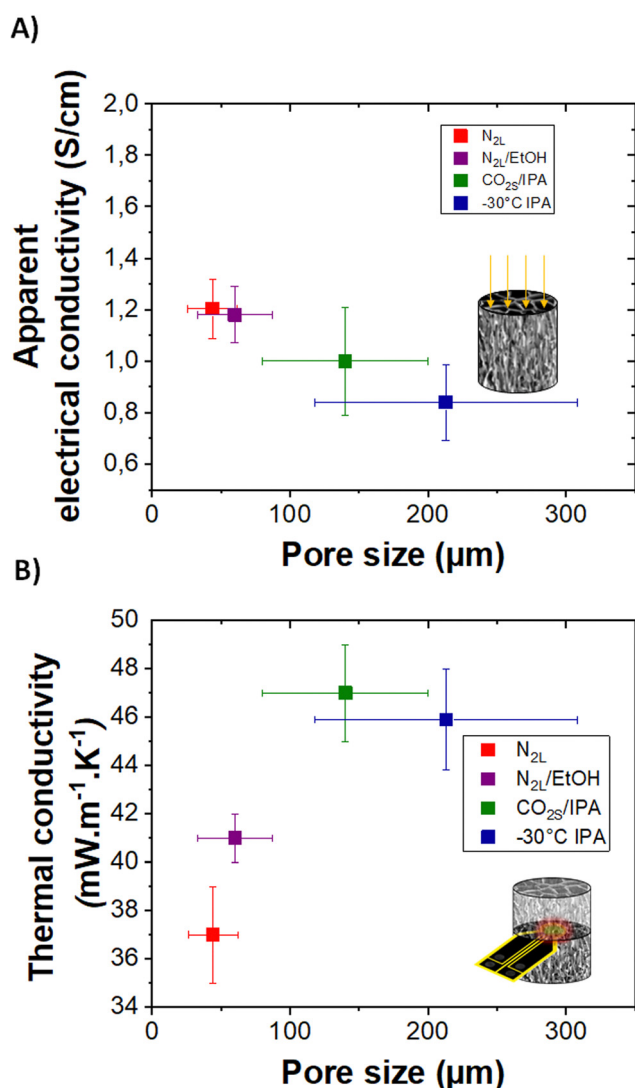 A)
Apparent
electrical conductivity (S/cm)
2,0
1,8
1,6
1,4
1,2
1,0
0,8
0,6
N2L
N2L/EtOH
CO2S/IPA
-30°C IPA
0
100
200
300
Pore size (µm)
B)
Thermal conductivity
(mW.m-1.K-1)
50
48
46
44
42
40
38
36
34
N2L
N2L/EtOH
CO2S/IPA
-30°C IPA
0
100
200
300
Pore size (µm)